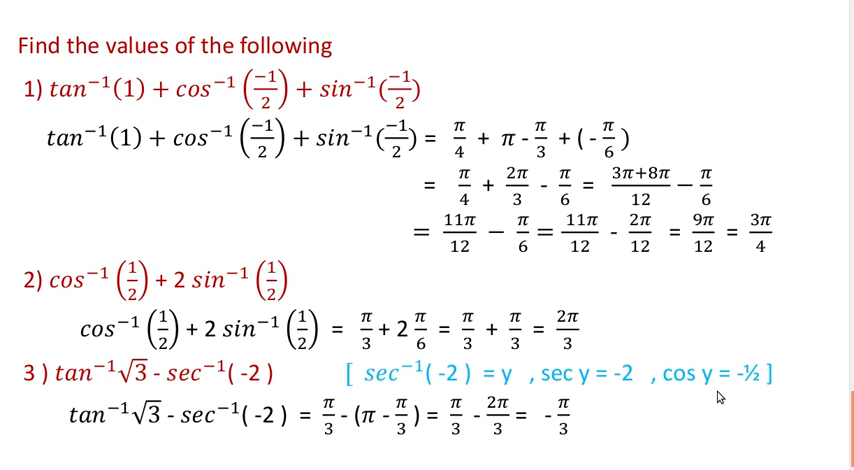 Find the values of the following
1) tan⁻¹(1) + cos⁻¹(−1/2) + sin⁻¹(−1/2)
tan⁻¹(1) + cos⁻¹(−1/2) + sin⁻¹(−1/2) = π/4 + π - π/3 + (- π/6)
= π/4 + 2π/3 - π/6 = (3π+8π)/12 − π/6
= 11π/12 − π/6 = 11π/12 - 2π/12 = 9π/12 = 3π/4
2) cos⁻¹(1/2) + 2 sin⁻¹(1/2)
cos⁻¹(1/2) + 2 sin⁻¹(1/2) = π/3 + 2 π/6 = π/3 + π/3 = 2π/3
3 ) tan⁻¹√3 - sec⁻¹( -2 ) [ sec⁻¹( -2 ) = y , sec y = -2 , cos y = -½ ]
tan⁻¹√3 - sec⁻¹( -2 ) = π/3 - (π - π/3 ) = π/3 - 2π/3 = - π/3